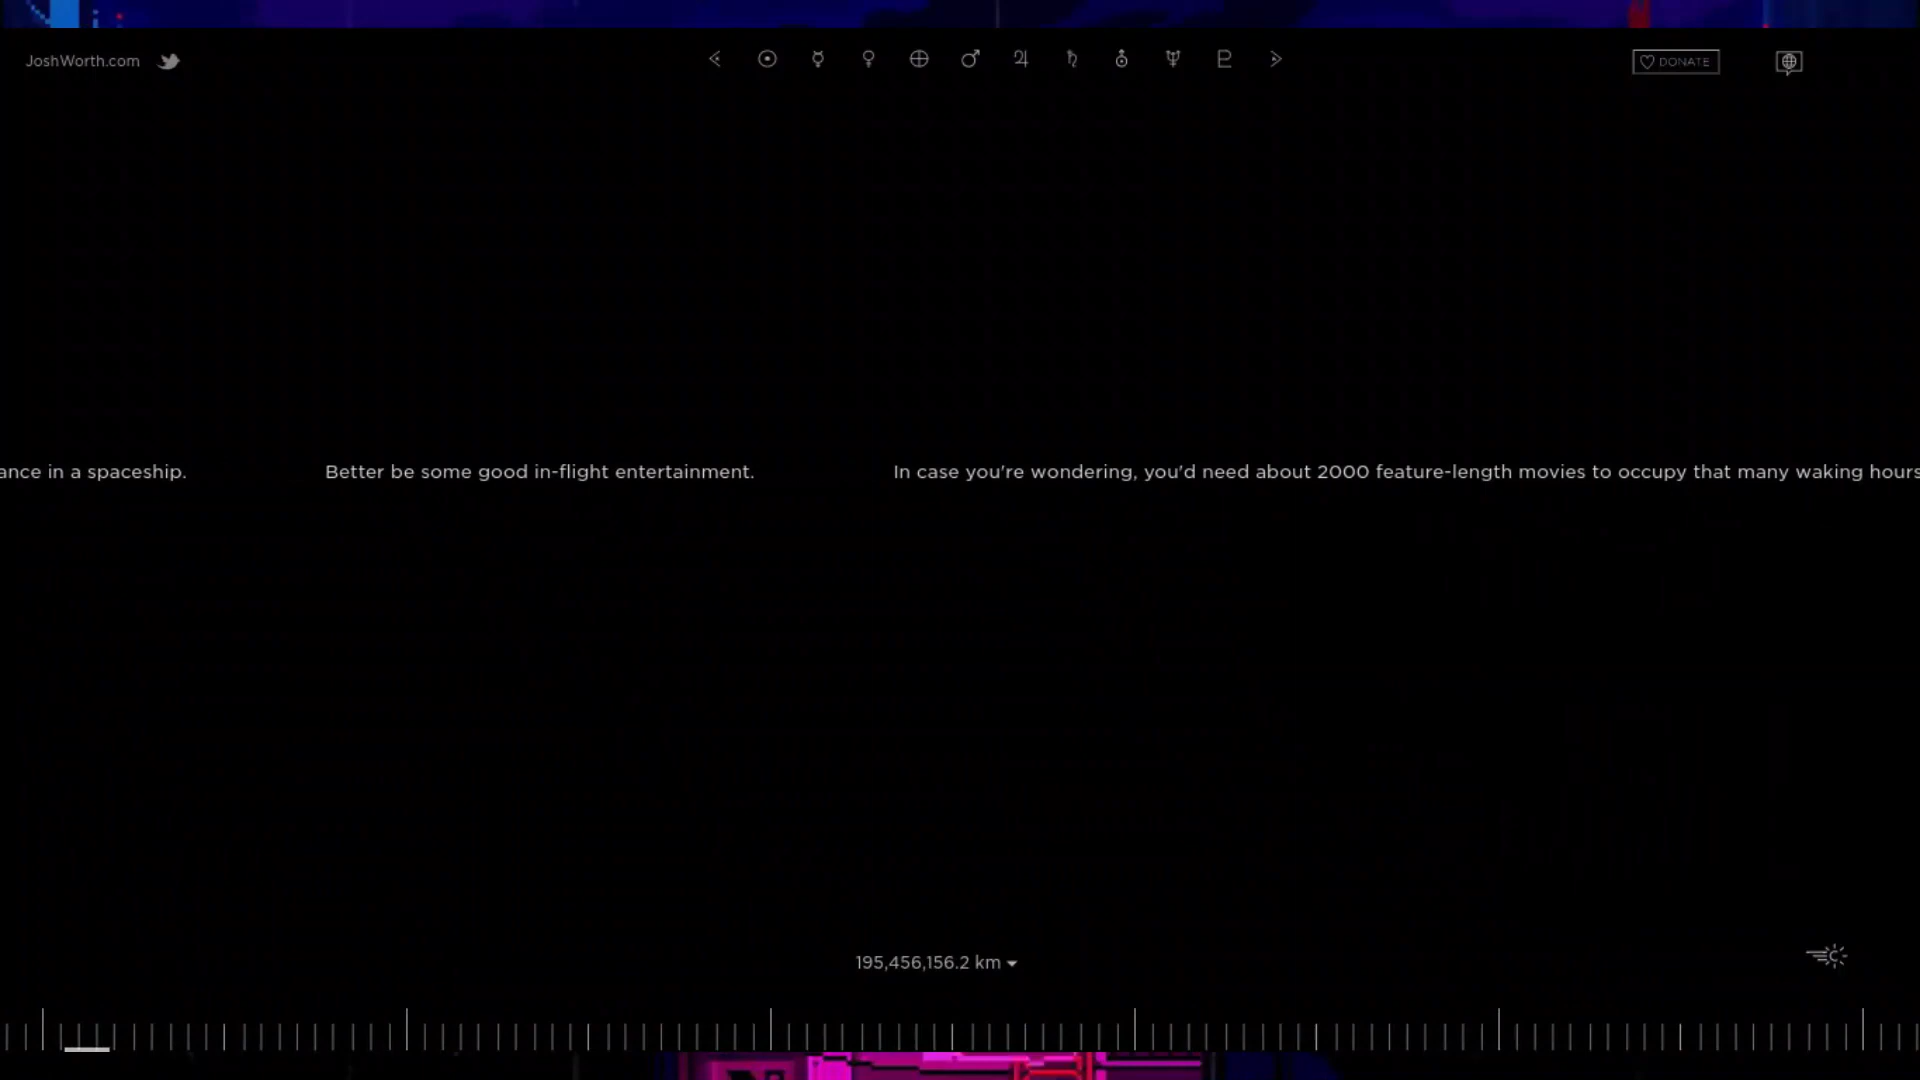 JoshWorth.com
DONATE
ance in a spaceship. Better be some good in-flight entertainment. In case you're wondering, you'd need about 2000 feature-length movies to occupy that many waking hours
195,456,156.2 km